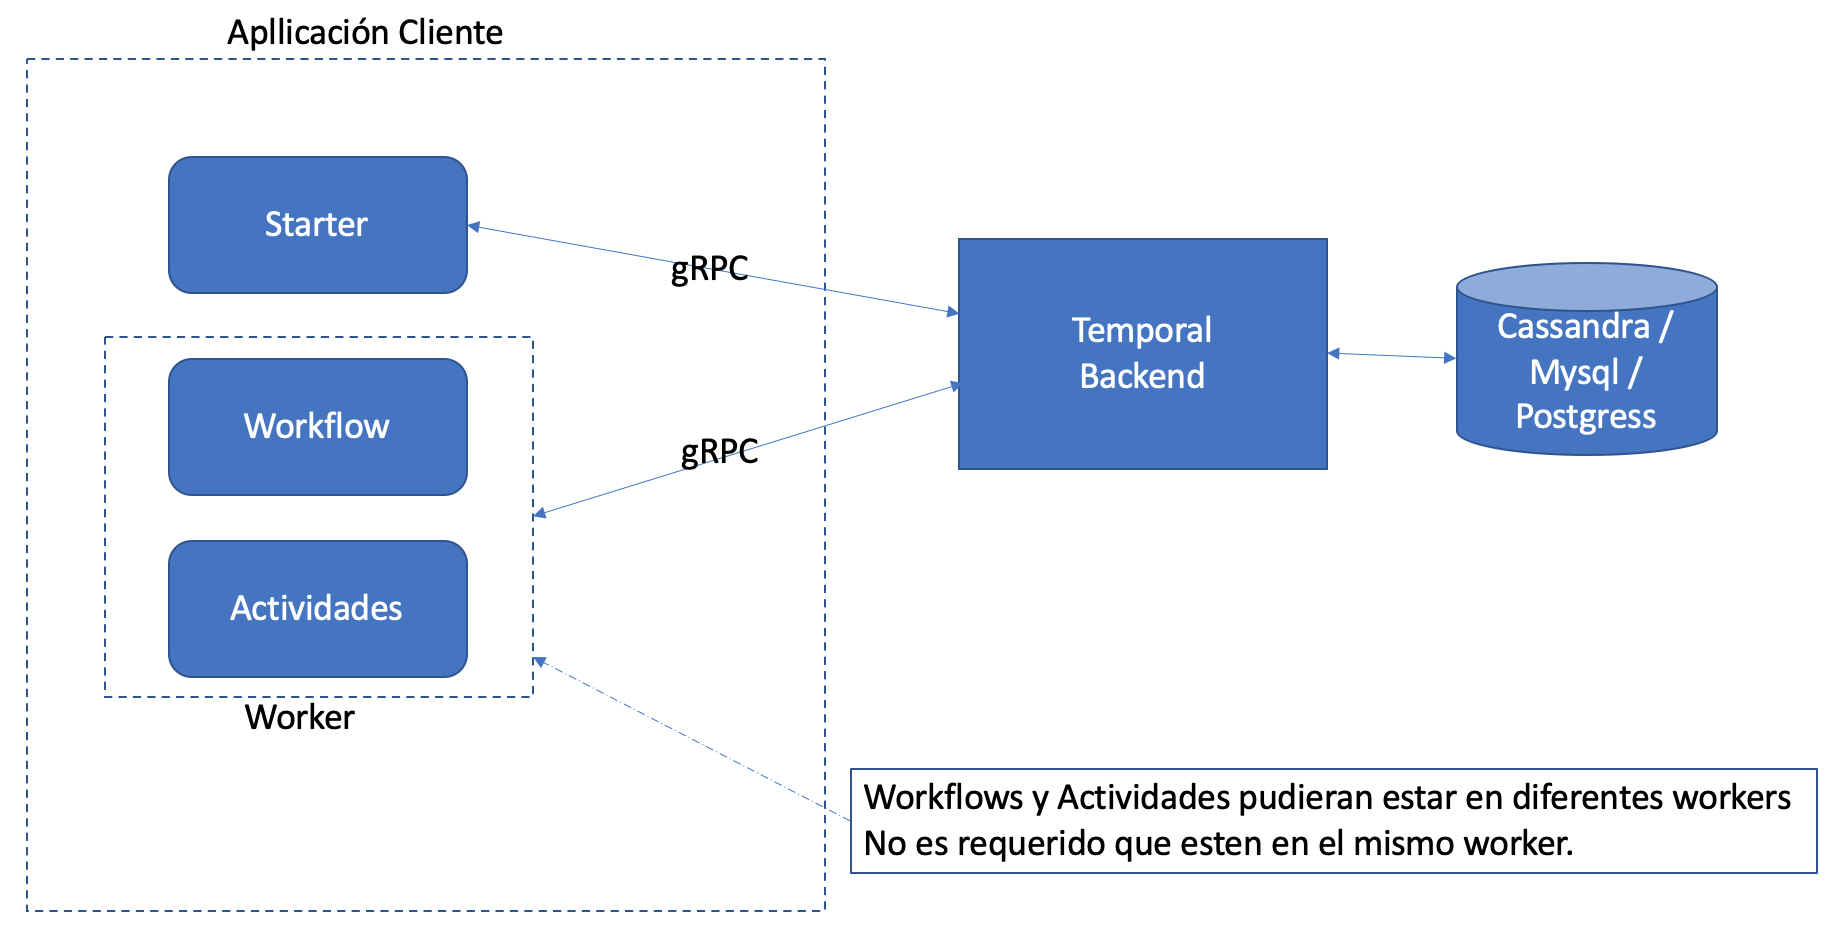 Apllicación Cliente
Starter
gRPC
Temporal
Backend
Cassandra /
Mysql /
Postgress
Workflow
gRPC
Actividades
Worker
Workflows y Actividades pudieran estar en diferentes workers
No es requerido que esten en el mismo worker.